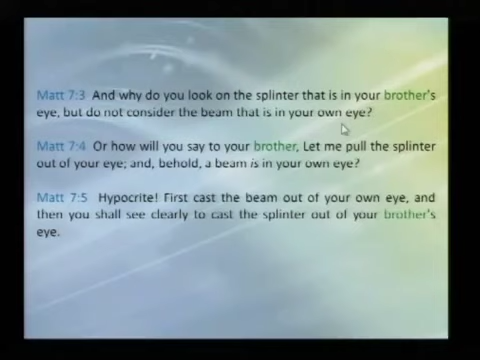 Matt 7:3 And why do you look on the splinter that is in your brother's
eye, but do not consider the beam that is in your own eye?
Matt 7:4 Or how will you say to your brother, Let me pull the splinter
out of your eye; and, behold, a beam is in your own eye?
Matt 7:5 Hypocrite! First cast the beam out of your own eye, and
then you shall see clearly to cast the splinter out of your brother's
eye.